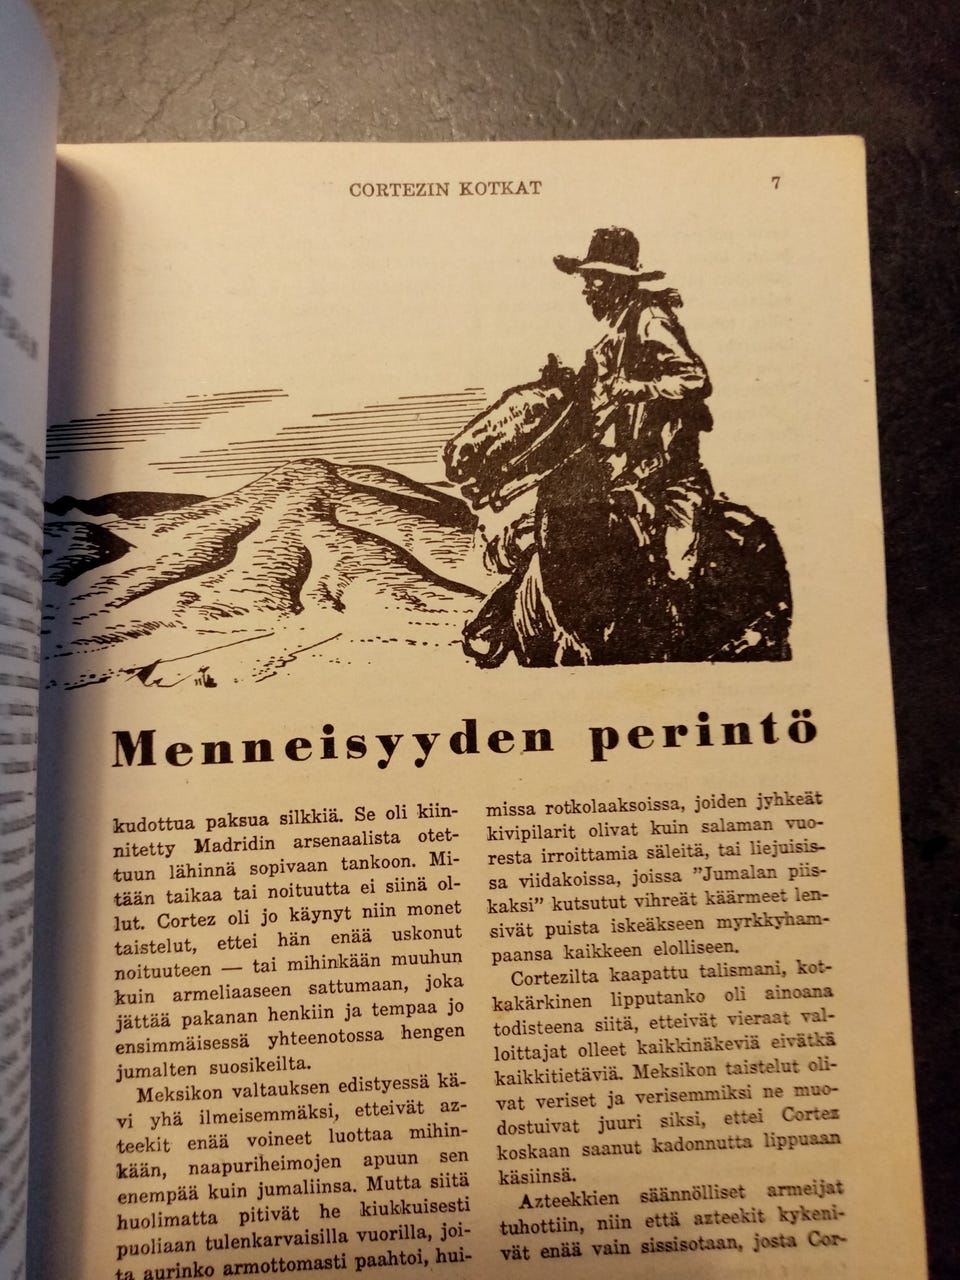 CORTEZIN KOTKAT
7
Menneisyyden perintö
kudottua paksua silkkiä. Se oli kiin-
nitetty Madridin arsenaalista otet-
tuun lähinnä sopivaan tankoon. Mi-
tään taikaa tai noituutta ei siinä ol-
lut. Cortez oli jo käynyt niin monet
taistelut, ettei hän enää uskonut
noituuteen — tai mihinkään muuhun
kuin armeliaaseen sattumaan, joka
jättää pakanan henkiin ja tempaa jo
ensimmäisessä yhteenotossa hengen
jumalten suosikeilta.
Meksikon valtauksen edistyessä kä-
vi yhä ilmeisemmäksi, etteivät az-
teekit enää voineet luottaa mihin-
kään, naapuriheimojen apuun sen
enempää kuin jumaliinsa. Mutta siitä
huolimatta pitivät he kiukkuisesti
puoliaan tulenkarvaisilla vuorilla, joi-
ta aurinko armottomasti paahtoi, hui-
missa rotkolaaksoissa, joiden jyhkeät
kivipilarit olivat kuin salaman vuo-
resta irroittamia säleitä, tai liejuisis-
sa viidakoissa, joissa ”Jumalan piis-
kaksi” kutsutut vihreät käärmeet len-
sivät puista iskeäkseen myrkkyham-
paansa kaikkeen elolliseen.
Cortezilta kaapattu talismani, kot-
kakärkinen lipputanko oli ainoana
todisteena siitä, etteivät vieraat val-
loittajat olleet kaikkinäkeviä eivätkä
kaikkitietäviä. Meksikon taistelut oli-
vat veriset ja verisemmiksi ne muo-
dostuivat juuri siksi, ettei Cortez
koskaan saanut kadonnutta lippuaan
käsiinsä.
Azteekkien säännölliset armeijat
tuhottiin, niin että azteekit kykeni-
vät enää vain sissisotaan, josta Cor-